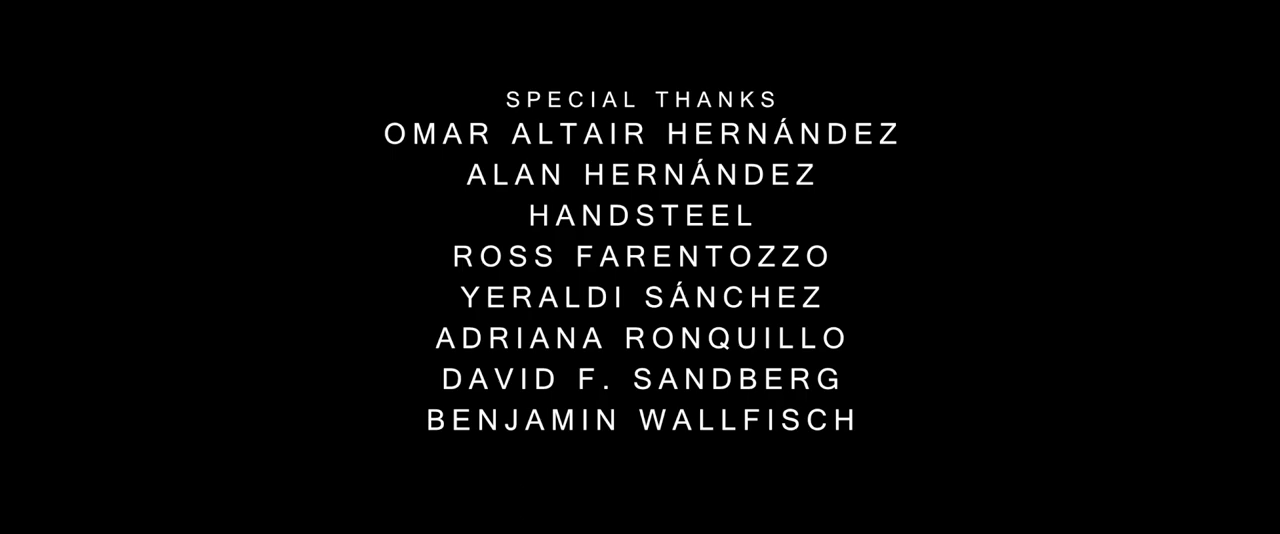 SPECIAL THANKS
OMAR ALTAIR HERNÁNDEZ
ALAN HERNÁNDEZ
HANDSTEEL
ROSS FARENTOZZO
YERALDI SÁNCHEZ
ADRIANA RONQUILLO
DAVID F. SANDBERG
BENJAMIN WALLFISCH